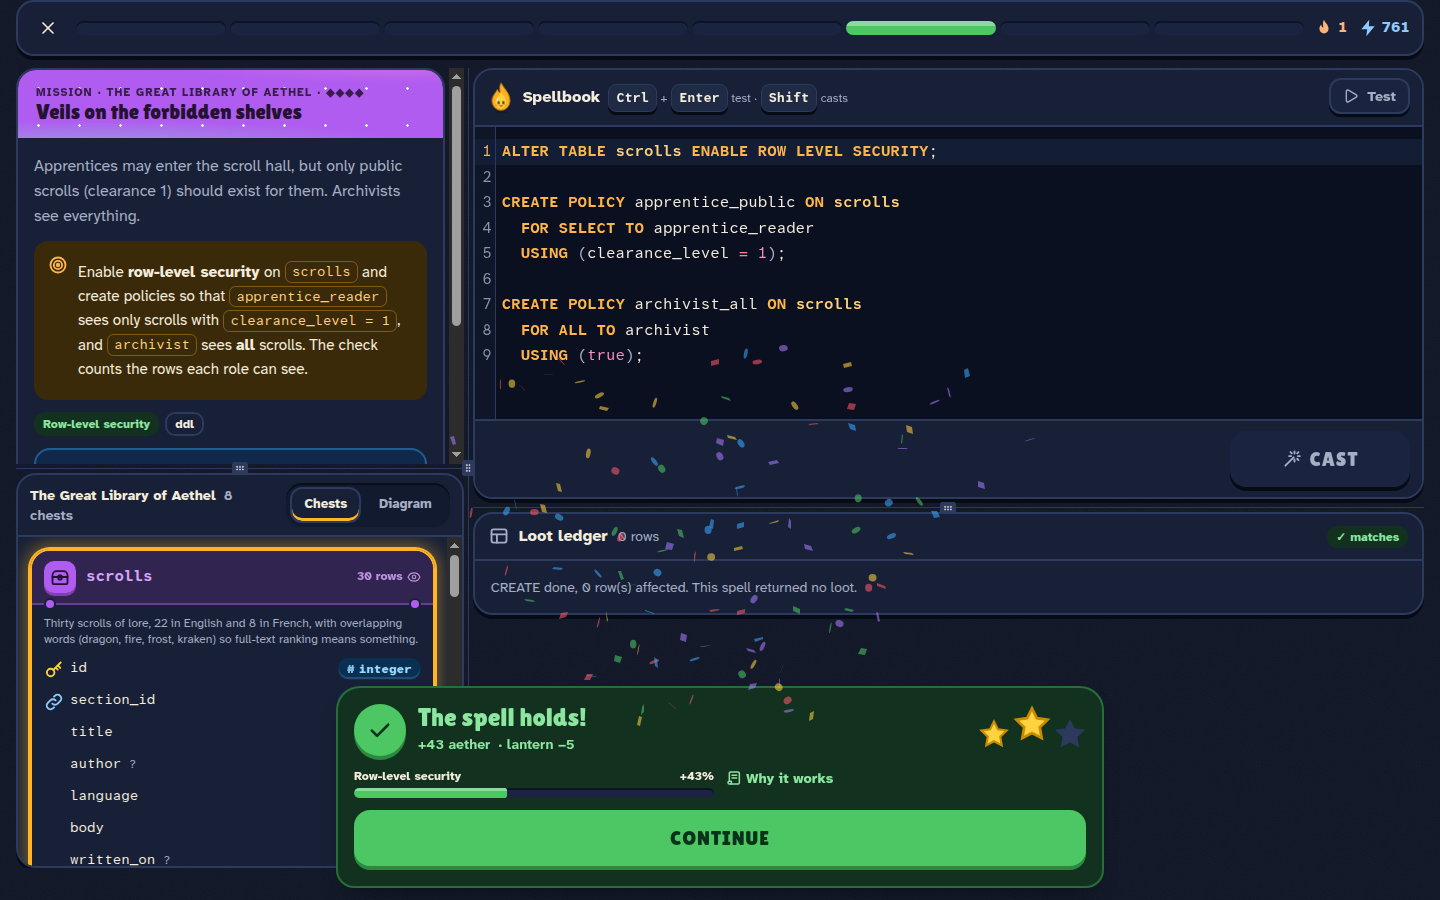 1
761
MISSION · THE GREAT LIBRARY OF AETHEL · ◆◆◆◆
Veils on the forbidden shelves
Apprentices may enter the scroll hall, but only public
scrolls (clearance 1) should exist for them. Archivists
see everything.
Enable row-level security on scrolls and
create policies so that apprentice_reader
sees only scrolls with clearance_level = 1,
and archivist sees all scrolls. The check
counts the rows each role can see.
Row-level security ddl
The Great Library of Aethel 8
chests
Chests Diagram
scrolls 30 rows
Thirty scrolls of lore, 22 in English and 8 in French, with overlapping
words (dragon, fire, frost, kraken) so full-text ranking means something.
id # integer
section_id
title
author ?
language
body
written_on ?
Spellbook Ctrl + Enter test · Shift casts
Test
1 ALTER TABLE scrolls ENABLE ROW LEVEL SECURITY;
2
3 CREATE POLICY apprentice_public ON scrolls
4 FOR SELECT TO apprentice_reader
5 USING (clearance_level = 1);
6
7 CREATE POLICY archivist_all ON scrolls
8 FOR ALL TO archivist
9 USING (true);
CAST
Loot ledger 0 rows
✓ matches
CREATE done, 0 row(s) affected. This spell returned no loot.
The spell holds!
+43 aether · lantern −5
Row-level security +43%
Why it works
CONTINUE